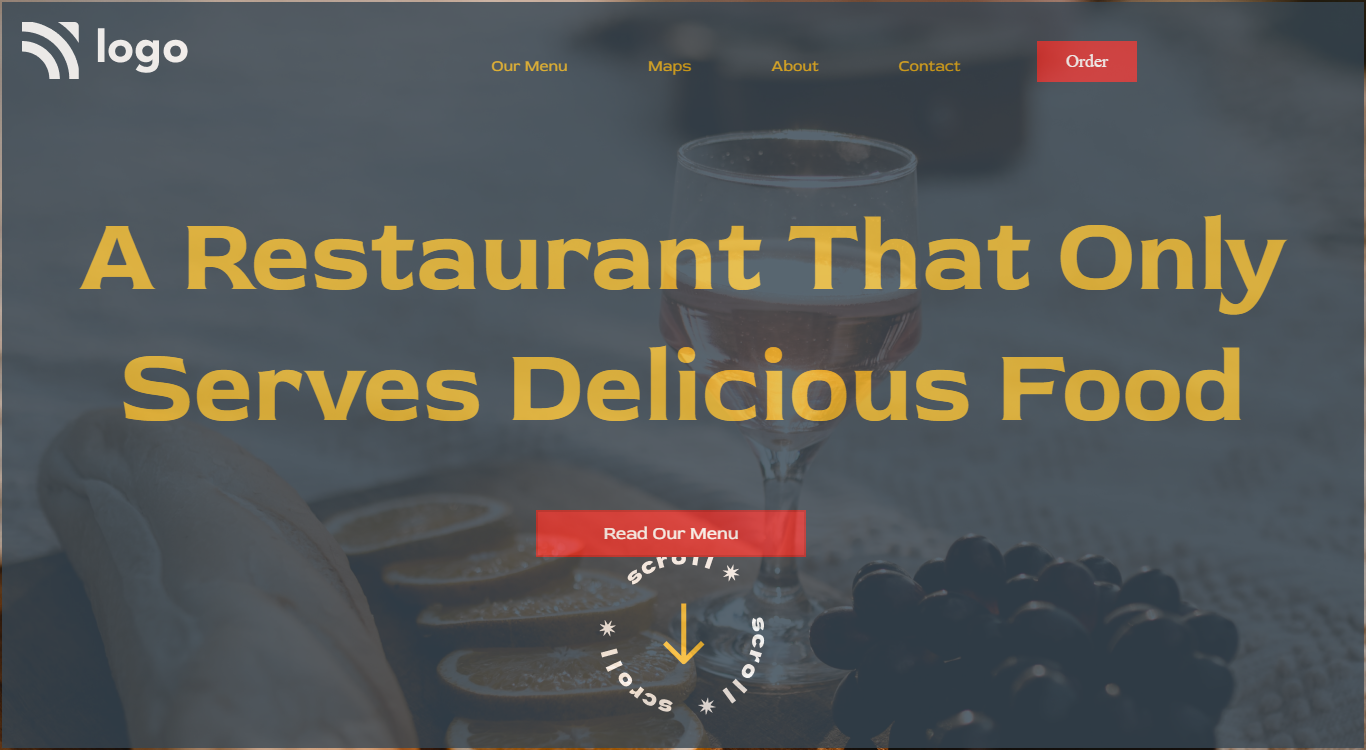 logo
Our Menu Maps About Contact Order
A Restaurant That Only
Serves Delicious Food
Read Our Menu
scroll * scroll * scroll *